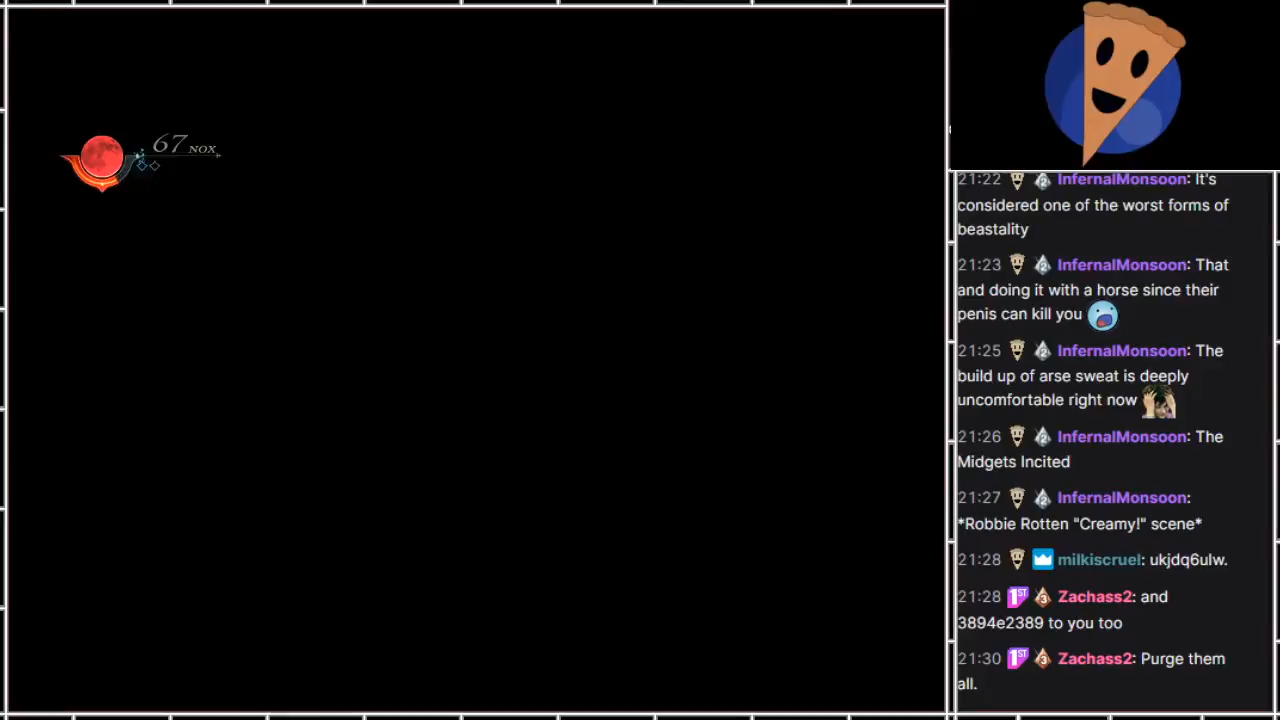 67 NOX
21:22 InfernalMonsoon: It's
considered one of the worst forms of
beastality
21:23 InfernalMonsoon: That
and doing it with a horse since their
penis can kill you
21:25 InfernalMonsoon: The
build up of arse sweat is deeply
uncomfortable right now
21:26 InfernalMonsoon: The
Midgets Incited
21:27 InfernalMonsoon:
*Robbie Rotten "Creamy!" scene*
21:28 milkiscruel: ukjdq6ulw.
21:28 1ST 3 Zachass2: and
3894e2389 to you too
21:30 1ST 3 Zachass2: Purge them
all.